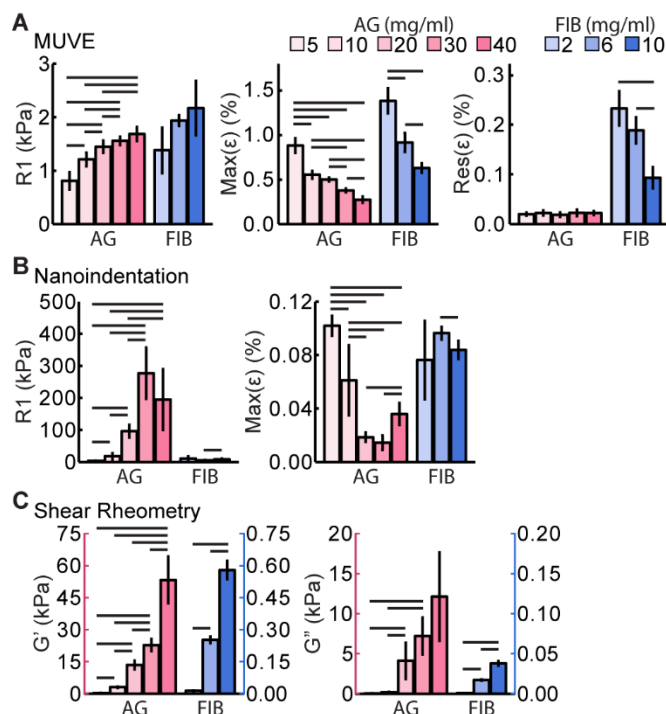 A
MUVE
AG (mg/ml)
5 10 20 30 40
FIB (mg/ml)
2 6 10
R1 (kPa)
3
2
1
0
AG FIB
Max(ε) (%)
1.5
1.0
0.5
0.0
AG FIB
Res(ε) (%)
0.3
0.2
0.1
0.0
AG FIB
B
Nanoindentation
R1 (kPa)
500
400
300
200
100
0
AG FIB
Max(ε) (%)
0.12
0.08
0.04
0.00
AG FIB
C
Shear Rheometry
G' (kPa)
75
60
45
30
15
0
0.75
0.60
0.45
0.30
0.15
0.00
AG FIB
G" (kPa)
20
15
10
5
0
0.20
0.15
0.10
0.05
0.00
AG FIB